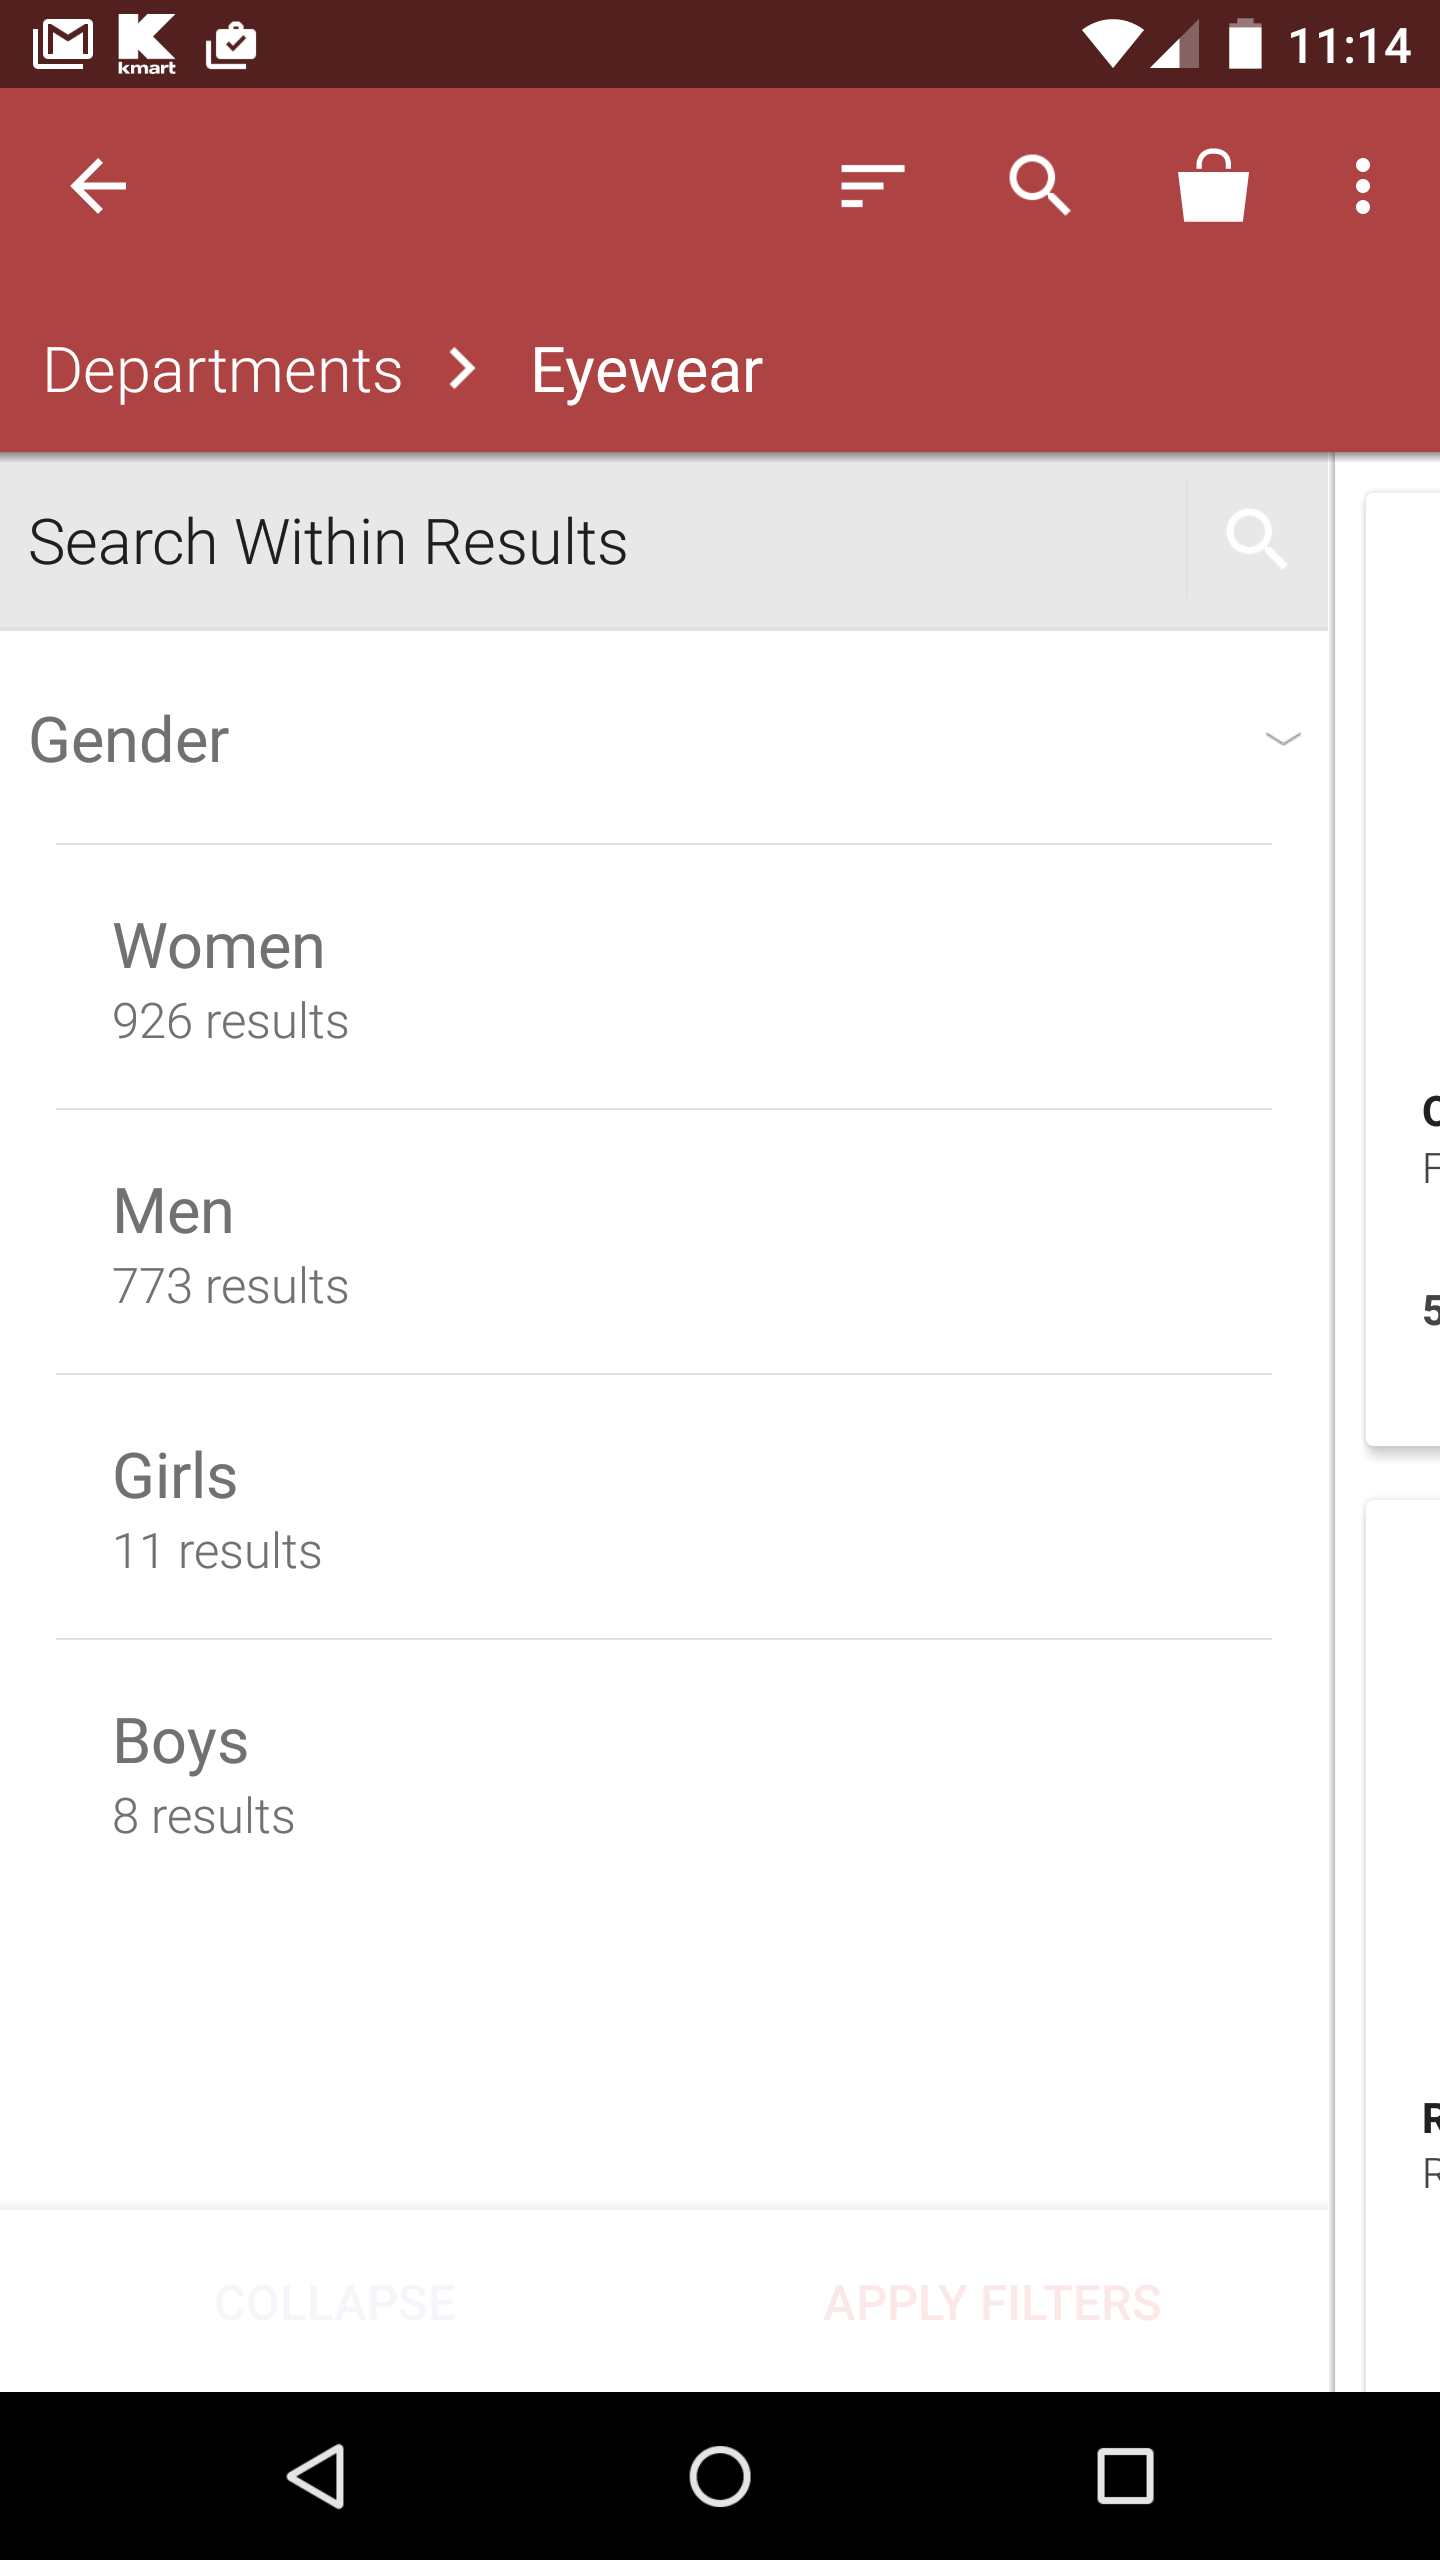 kmart
11:14
Departments Eyewear
Search Within Results
Gender
Women
926 results
Men
773 results
Girls
11 results
Boys
8 results
COLLAPSE APPLY FILTERS